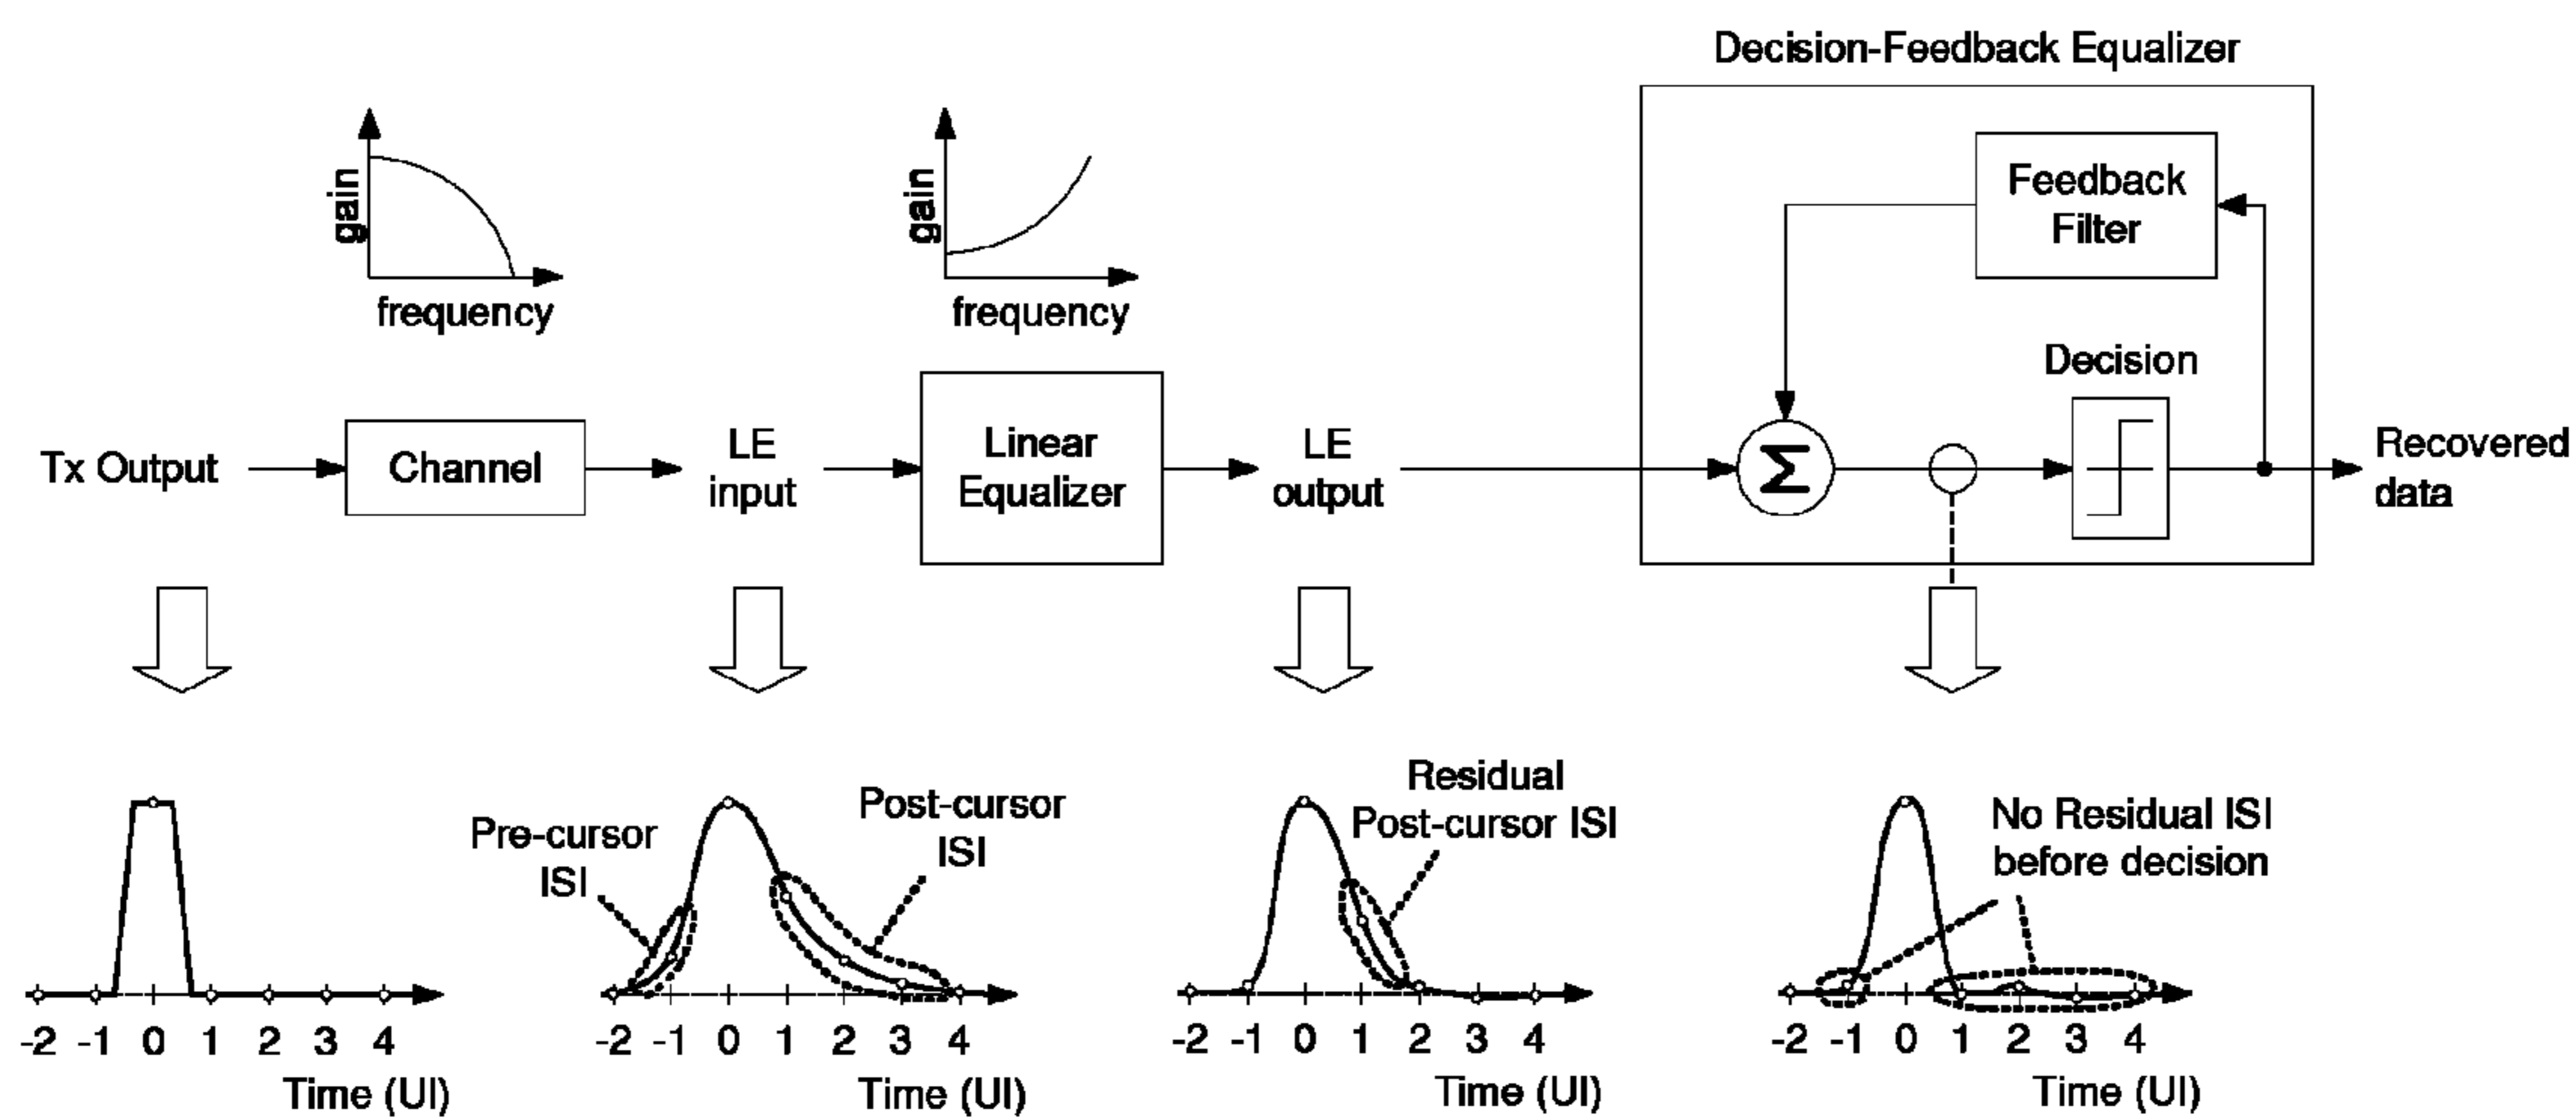 Decision-Feedback Equalizer
gain
frequency
gain
frequency
Feedback
Filter
Decision
Tx Output
Channel
LE
input
Linear
Equalizer
LE
output
Σ
Recovered
data
Pre-cursor
ISI
Post-cursor
ISI
Residual
Post-cursor ISI
No Residual ISI
before decision
-2 -1 0 1 2 3 4
Time (UI)
-2 -1 0 1 2 3 4
Time (UI)
-2 -1 0 1 2 3 4
Time (UI)
-2 -1 0 1 2 3 4
Time (UI)